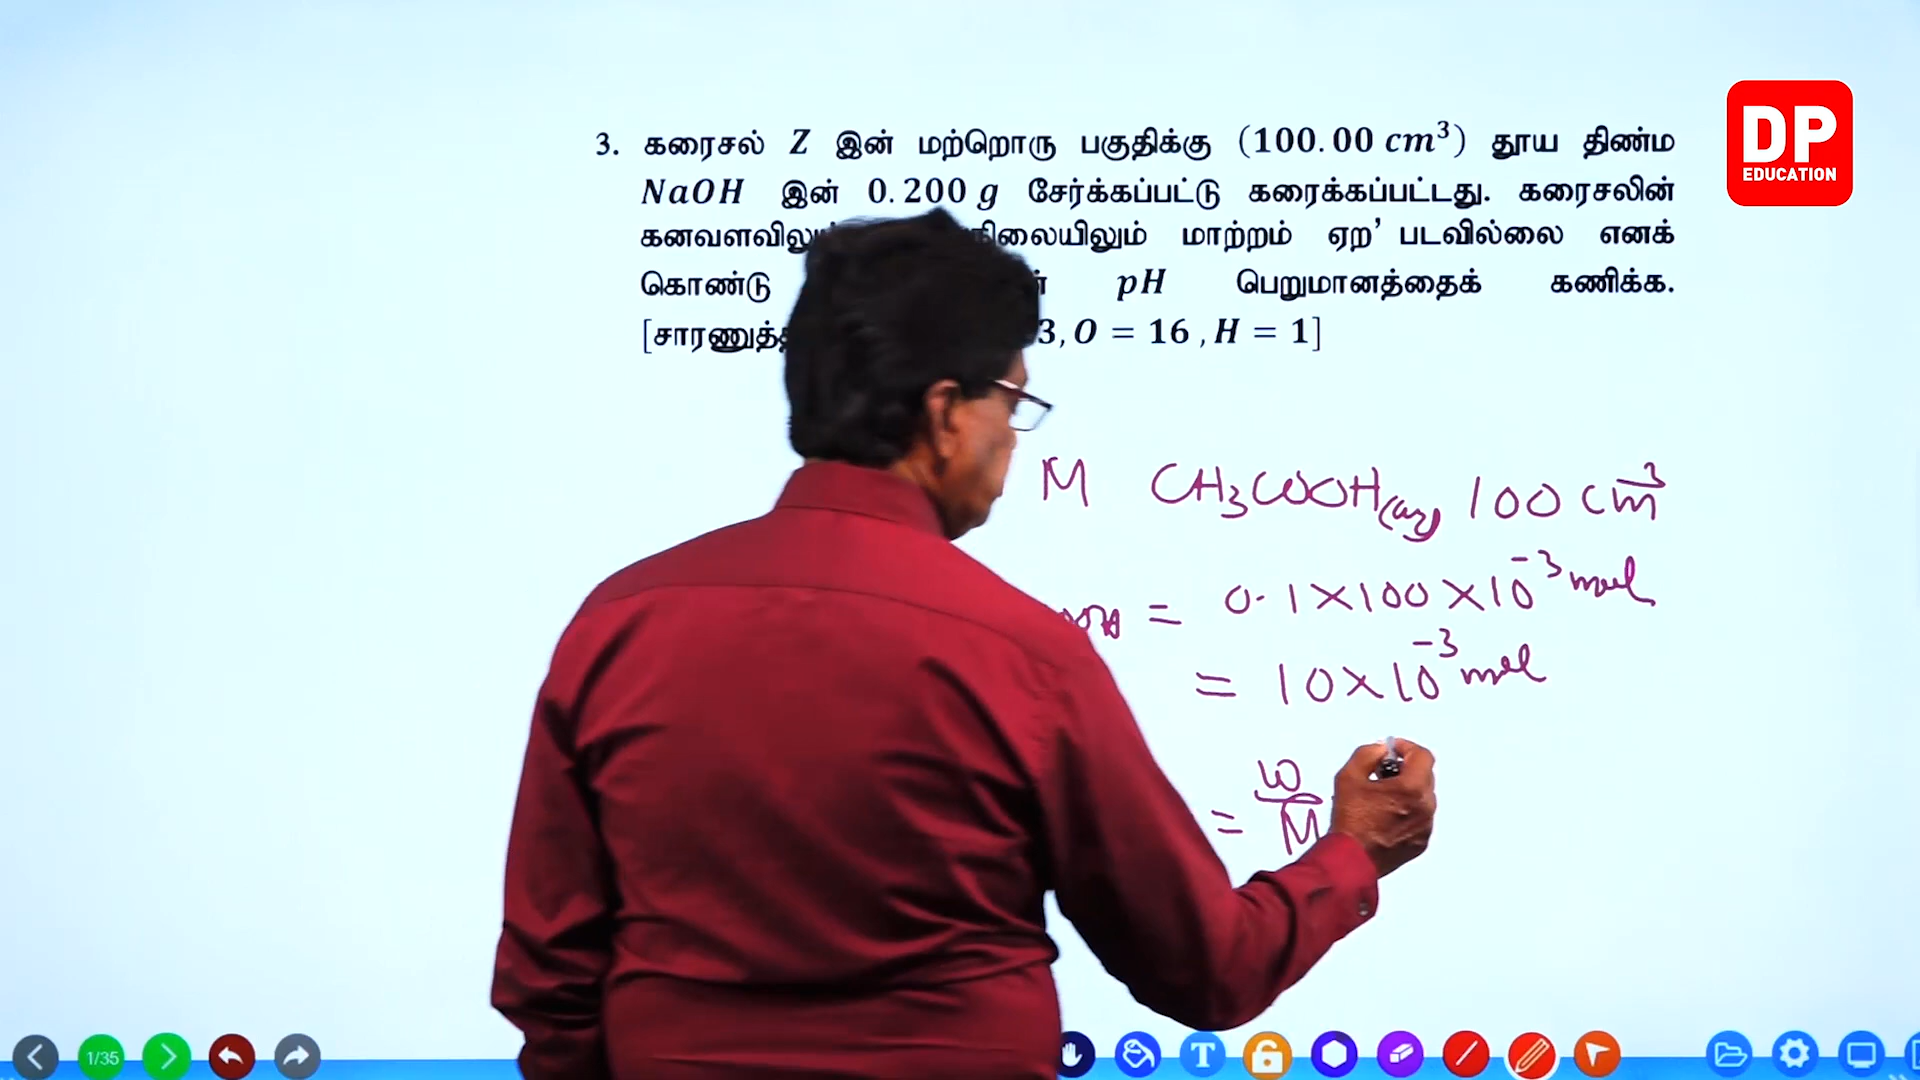 DP
EDUCATION
3. கரைசல் Z இன் மற்றொரு பகுதிக்கு (100.00 cm³) தூய திண்ம
NaOH இன் 0.200 g சேர்க்கப்பட்டு கரைக்கப்பட்டது. கரைசலின்
மாற்றம் ஏற' படவில்லை எனக்
கொண்டு pH பெறுமானத்தைக் கணிக்க.
3, O = 16 , H = 1]
M CH₃COOH(aq) 100 cm³
= 0.1 × 100 × 10⁻³ mol
= 10 × 10⁻³ mol
= w/M
1/35
T